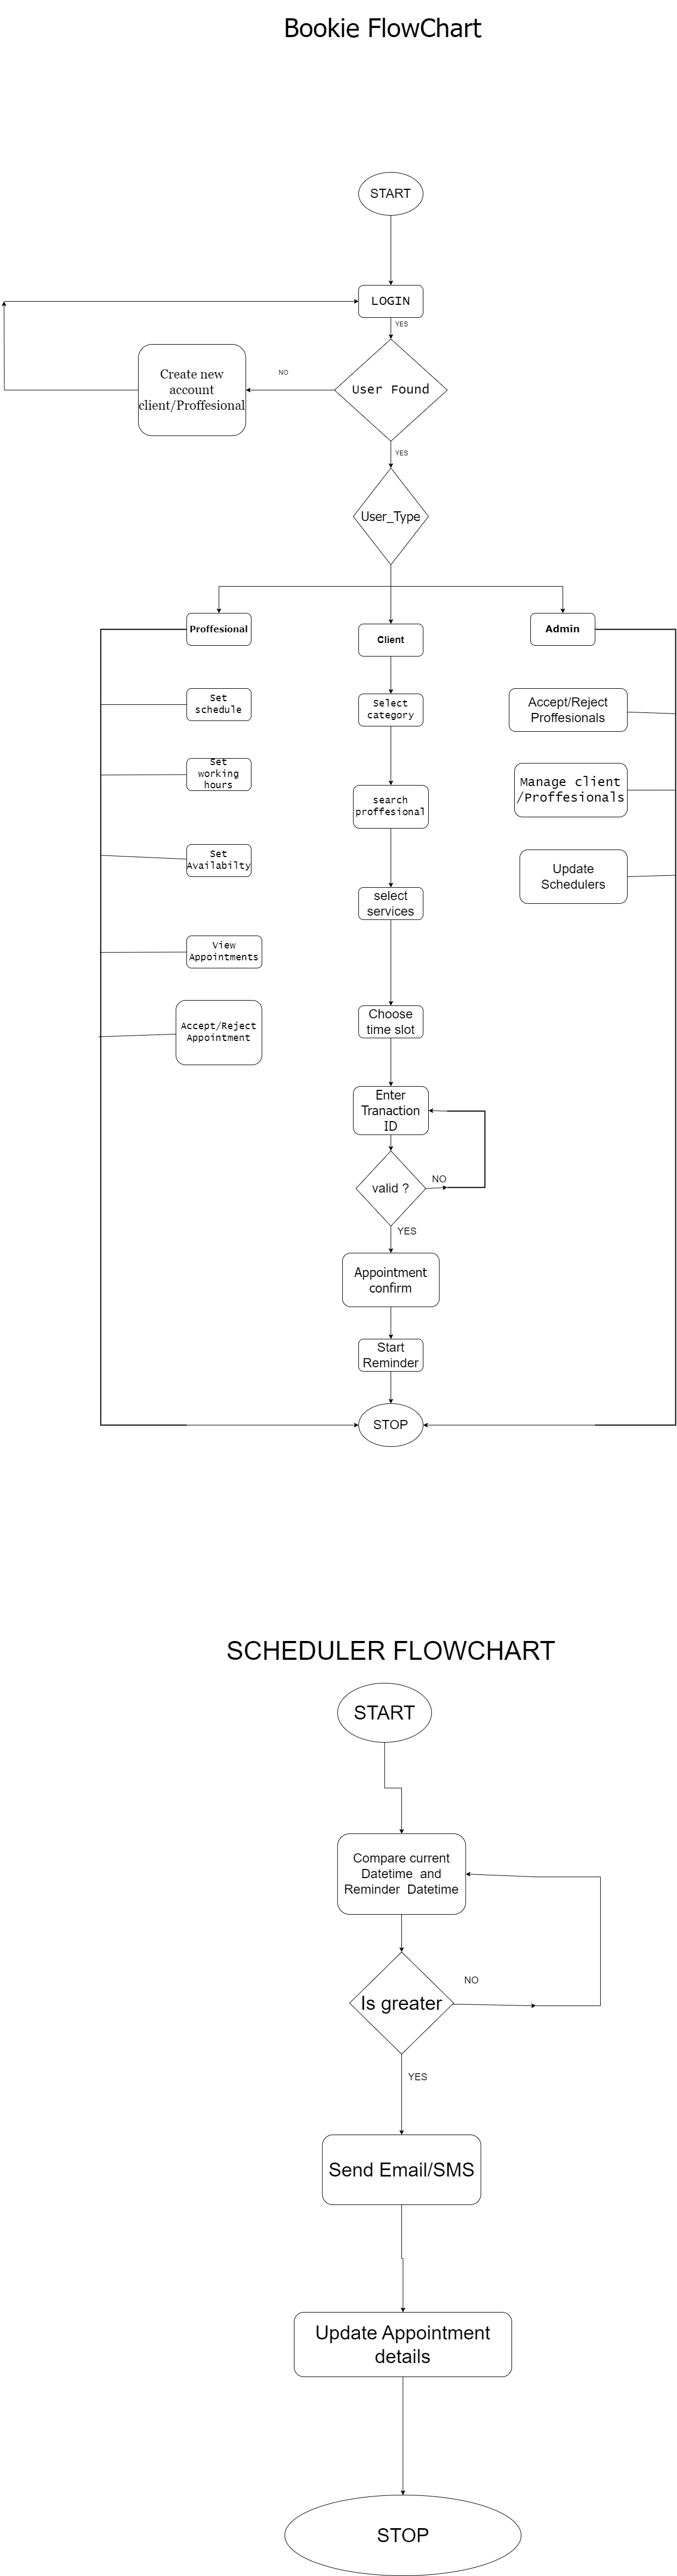 Bookie FlowChart
START
LOGIN
YES
Create new
account
client/Proffesional
NO
User Found
YES
User_Type
Proffesional
Client
Admin
Set
schedule
Select
category
Accept/Reject
Proffesionals
Set
working
hours
search
proffesional
Manage client
/Proffesionals
Set
Availabilty
select
services
Update
Schedulers
View
Appointments
Accept/Reject
Appointment
Choose
time slot
Enter
Tranaction
ID
valid ?
NO
YES
Appointment
confirm
Start
Reminder
STOP
SCHEDULER FLOWCHART
START
Compare current
Datetime and
Reminder Datetime
Is greater
NO
YES
Send Email/SMS
Update Appointment
details
STOP